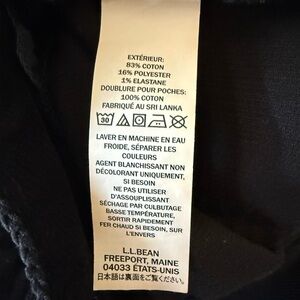 EXTÉRIEUR:
83% COTON
16% POLYESTER
1% ELASTANE
DOUBLURE POUR POCHES:
100% COTON
FABRIQUÉ AU SRI LANKA
30
LAVER EN MACHINE EN EAU
FROIDE, SÉPARER LES
COULEURS
AGENT BLANCHISSANT NON
DÉCOLORANT UNIQUEMENT,
SI BESOIN
NE PAS UTILISER
D'ASSOUPLISSANT
SÉCHAGE PAR CULBUTAGE
BASSE TEMPÉRATURE,
SORTIR RAPIDEMENT
FER CHAUD SI BESOIN, SUR
L'ENVERS
L.L.BEAN
FREEPORT, MAINE
04033 ÉTATS-UNIS
日本語は裏面をご覧ください